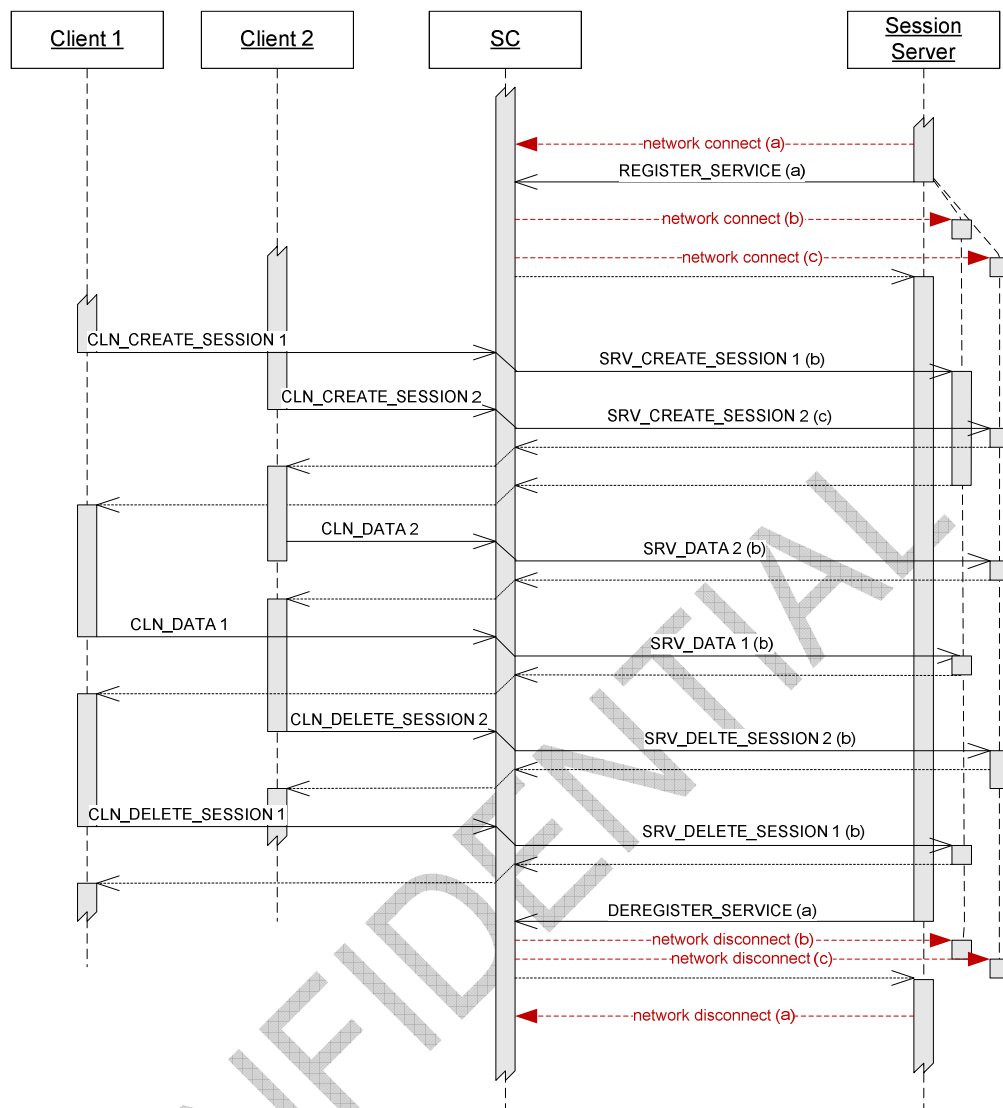 Client 1
Client 2
SC
Session
Server
network connect (a)
REGISTER_SERVICE (a)
network connect (b)
network connect (c)
CLN_CREATE_SESSION 1
SRV_CREATE_SESSION 1 (b)
CLN_CREATE_SESSION 2
SRV_CREATE_SESSION 2 (c)
CLN_DATA 2
SRV_DATA 2 (b)
CLN_DATA 1
SRV_DATA 1 (b)
CLN_DELETE_SESSION 2
SRV_DELTE_SESSION 2 (b)
CLN_DELETE_SESSION 1
SRV_DELETE_SESSION 1 (b)
DEREGISTER_SERVICE (a)
network disconnect (b)
network disconnect (c)
network disconnect (a)
NFIDENTIAL